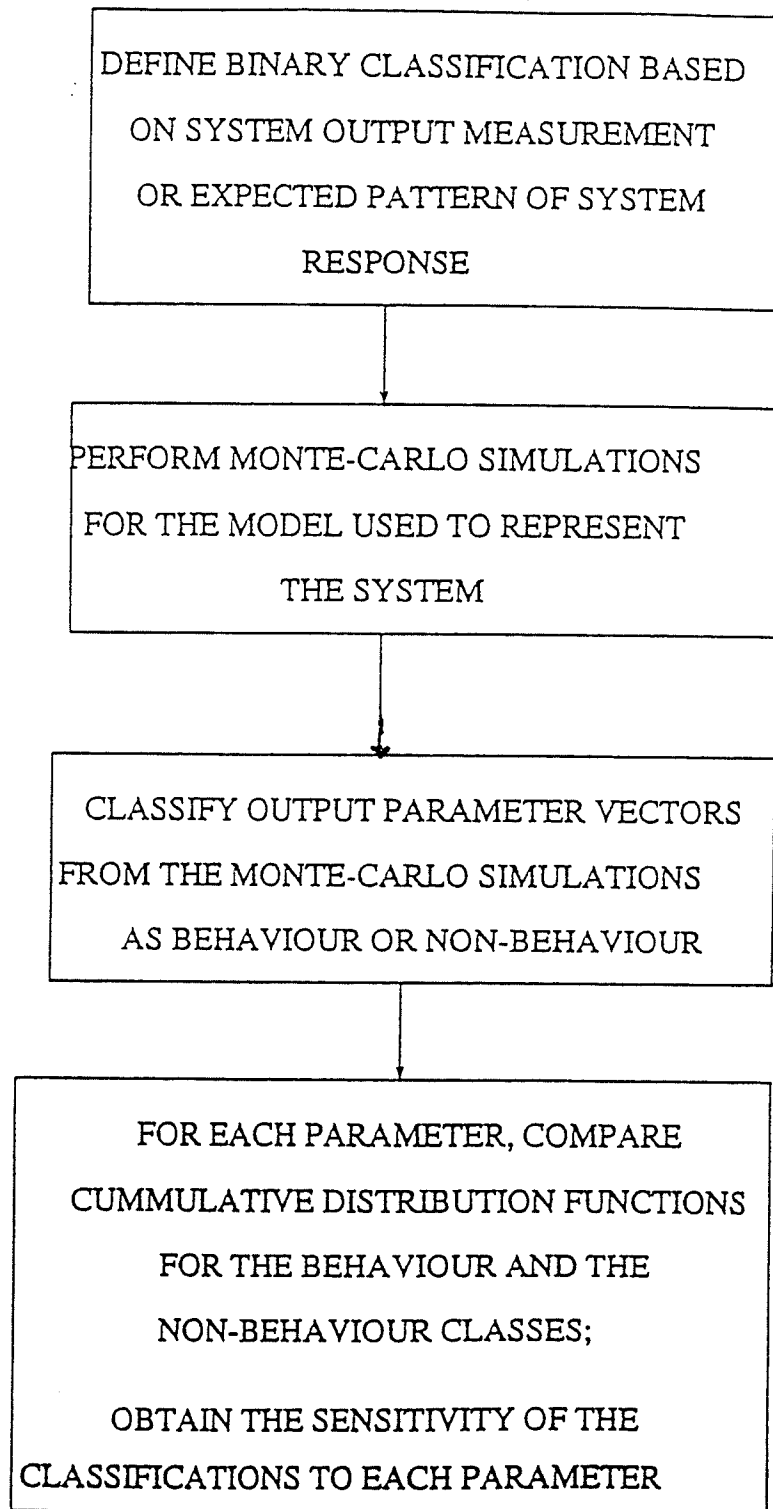 DEFINE BINARY CLASSIFICATION BASED
ON SYSTEM OUTPUT MEASUREMENT
OR EXPECTED PATTERN OF SYSTEM
RESPONSE
PERFORM MONTE-CARLO SIMULATIONS
FOR THE MODEL USED TO REPRESENT
THE SYSTEM
CLASSIFY OUTPUT PARAMETER VECTORS
FROM THE MONTE-CARLO SIMULATIONS
AS BEHAVIOUR OR NON-BEHAVIOUR
FOR EACH PARAMETER, COMPARE
CUMMULATIVE DISTRIBUTION FUNCTIONS
FOR THE BEHAVIOUR AND THE
NON-BEHAVIOUR CLASSES;
OBTAIN THE SENSITIVITY OF THE
CLASSIFICATIONS TO EACH PARAMETER